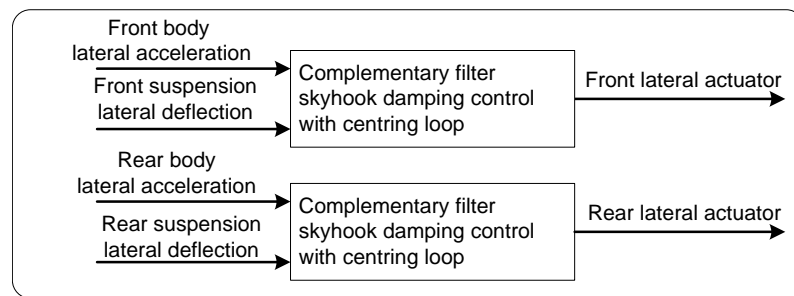 Front body
lateral acceleration
Front suspension
lateral deflection
Complementary filter
skyhook damping control
with centring loop
Front lateral actuator
Rear body
lateral acceleration
Rear suspension
lateral deflection
Complementary filter
skyhook damping control
with centring loop
Rear lateral actuator